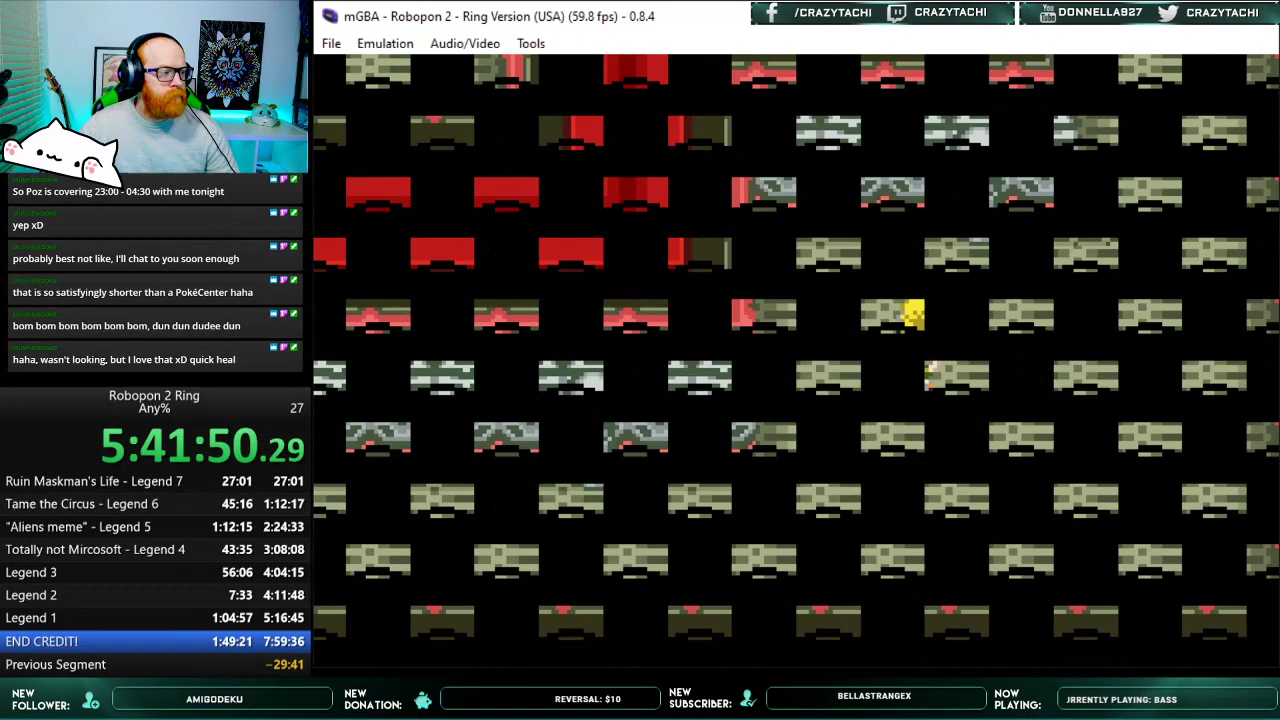 mGBA - Robopon 2 - Ring Version (USA) (59.8 fps) - 0.8.4
/CRAZYTACHI
CRAZYTACHI
You Tube DONNELLA927
CRAZYTACHI
File Emulation Audio/Video Tools
So Poz is covering 23:00 - 04:30 with me tonight
yep xD
probably best not like, I'll chat to you soon enough
that is so satisfyingly shorter than a PokéCenter haha
bom bom bom bom bom bom, dun dun dudee dun
haha, wasn't looking, but I love that xD quick heal
Robopon 2 Ring
Any% 27
5:41:50.29
Ruin Maskman's Life - Legend 7 27:01 27:01
Tame the Circus - Legend 6 45:16 1:12:17
"Aliens meme" - Legend 5 1:12:15 2:24:33
Totally not Mircosoft - Legend 4 43:35 3:08:08
Legend 3 56:06 4:04:15
Legend 2 7:33 4:11:48
Legend 1 1:04:57 5:16:45
END CREDIT! 1:49:21 7:59:36
Previous Segment −29:41
NEW FOLLOWER: AMIGODEKU
NEW DONATION: REVERSAL: $10
NEW SUBSCRIBER: BELLASTRANGEX
NOW PLAYING: JRRENTLY PLAYING: BASS